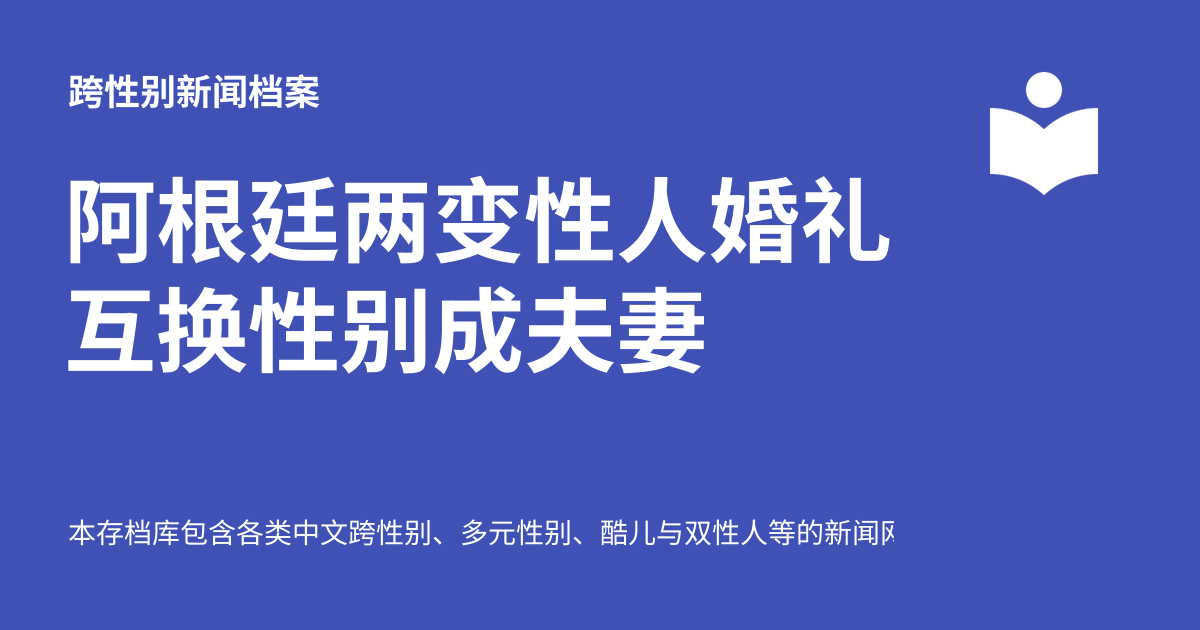 跨性别新闻档案
阿根廷两变性人婚礼
互换性别成夫妻
本存档库包含各类中文跨性别、多元性别、酷儿与双性人等的新闻